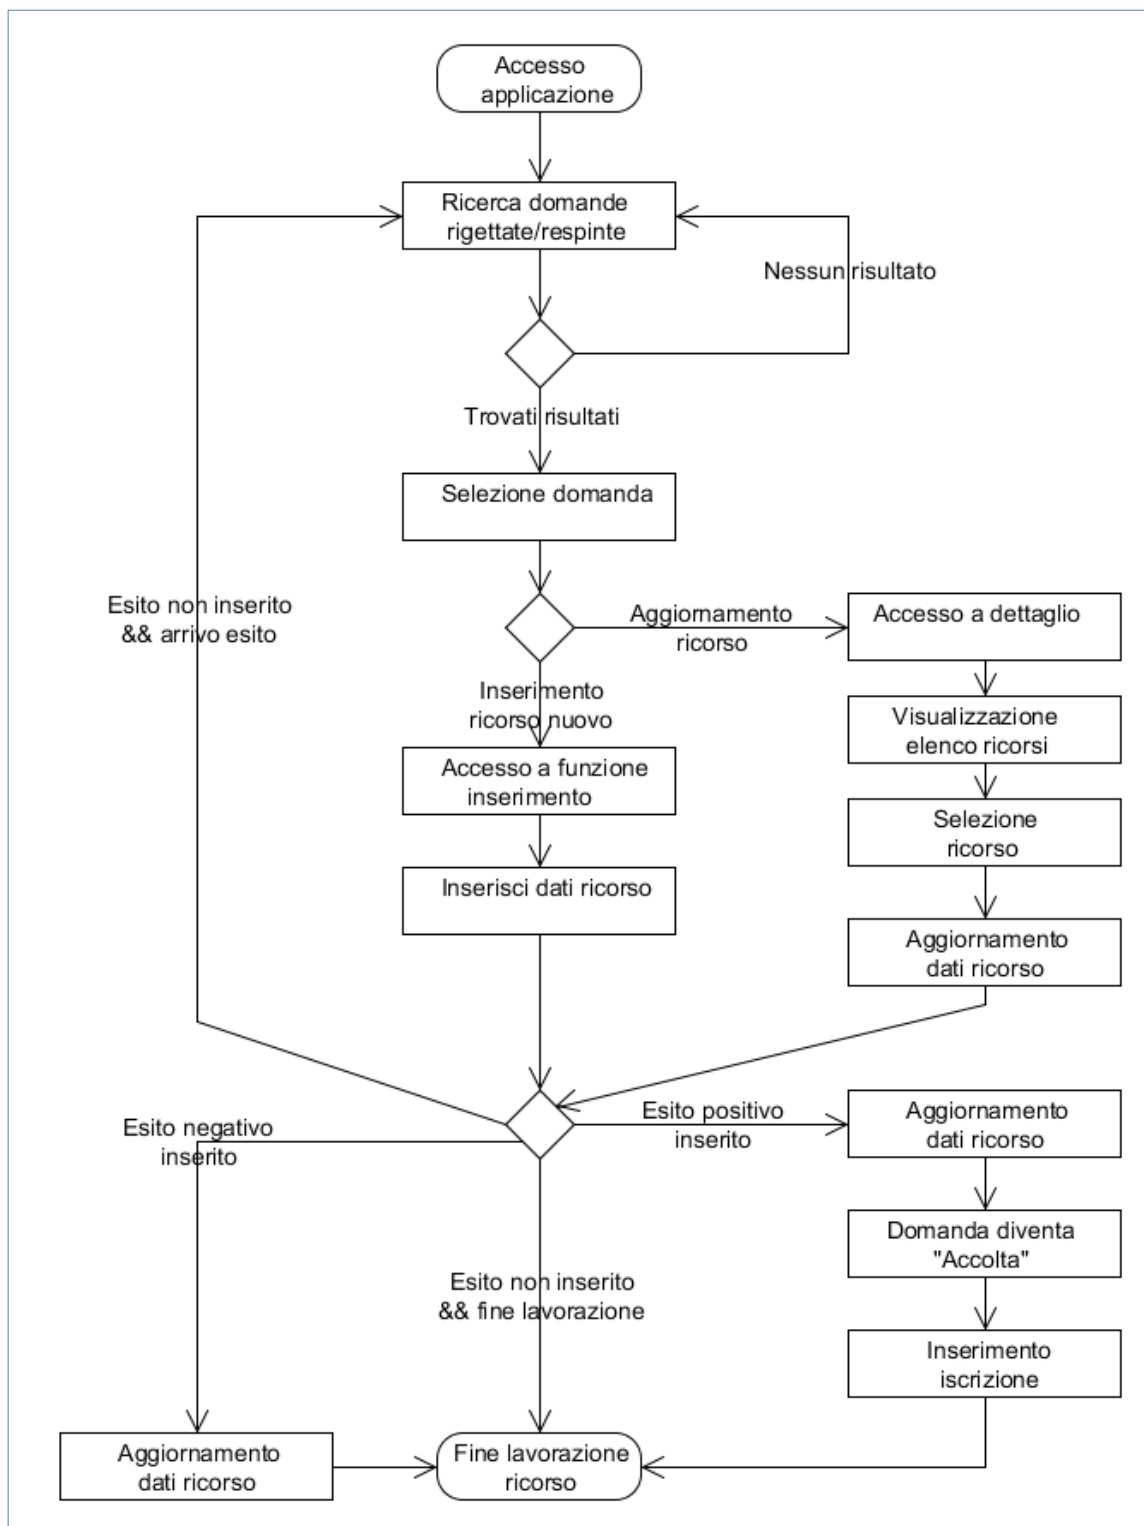 Accesso
applicazione
Ricerca domande
rigettate/respinte
Nessun risultato
Trovati risultati
Selezione domanda
Esito non inserito
&& arrivo esito
Aggiornamento
ricorso
Accesso a dettaglio
Inserimento
ricorso nuovo
Visualizzazione
elenco ricorsi
Accesso a funzione
inserimento
Selezione
ricorso
Inserisci dati ricorso
Aggiornamento
dati ricorso
Esito negativo
inserito
Esito positivo
inserito
Aggiornamento
dati ricorso
Domanda diventa
"Accolta"
Esito non inserito
&& fine lavorazione
Inserimento
iscrizione
Aggiornamento
dati ricorso
Fine lavorazione
ricorso